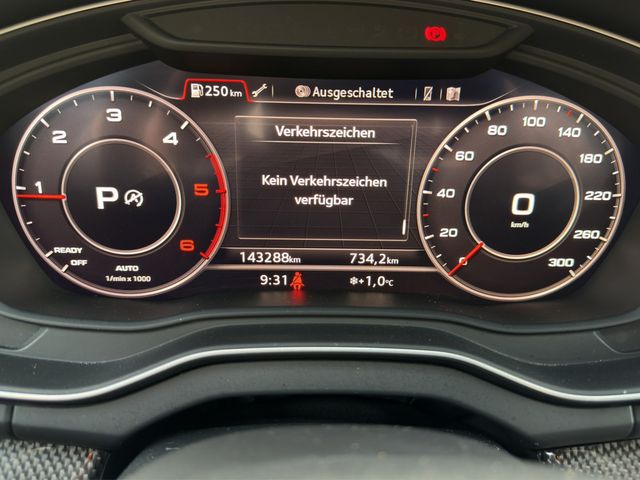 250 km
Ausgeschaltet
Verkehrszeichen
Kein Verkehrszeichen
verfügbar
143288km
734,2km
9:31
+1,0°C
1
2
3
4
5
6
P
READY
OFF
AUTO
1/min x 1000
0
20
40
60
80
100
140
180
220
260
300
0
km/h
P